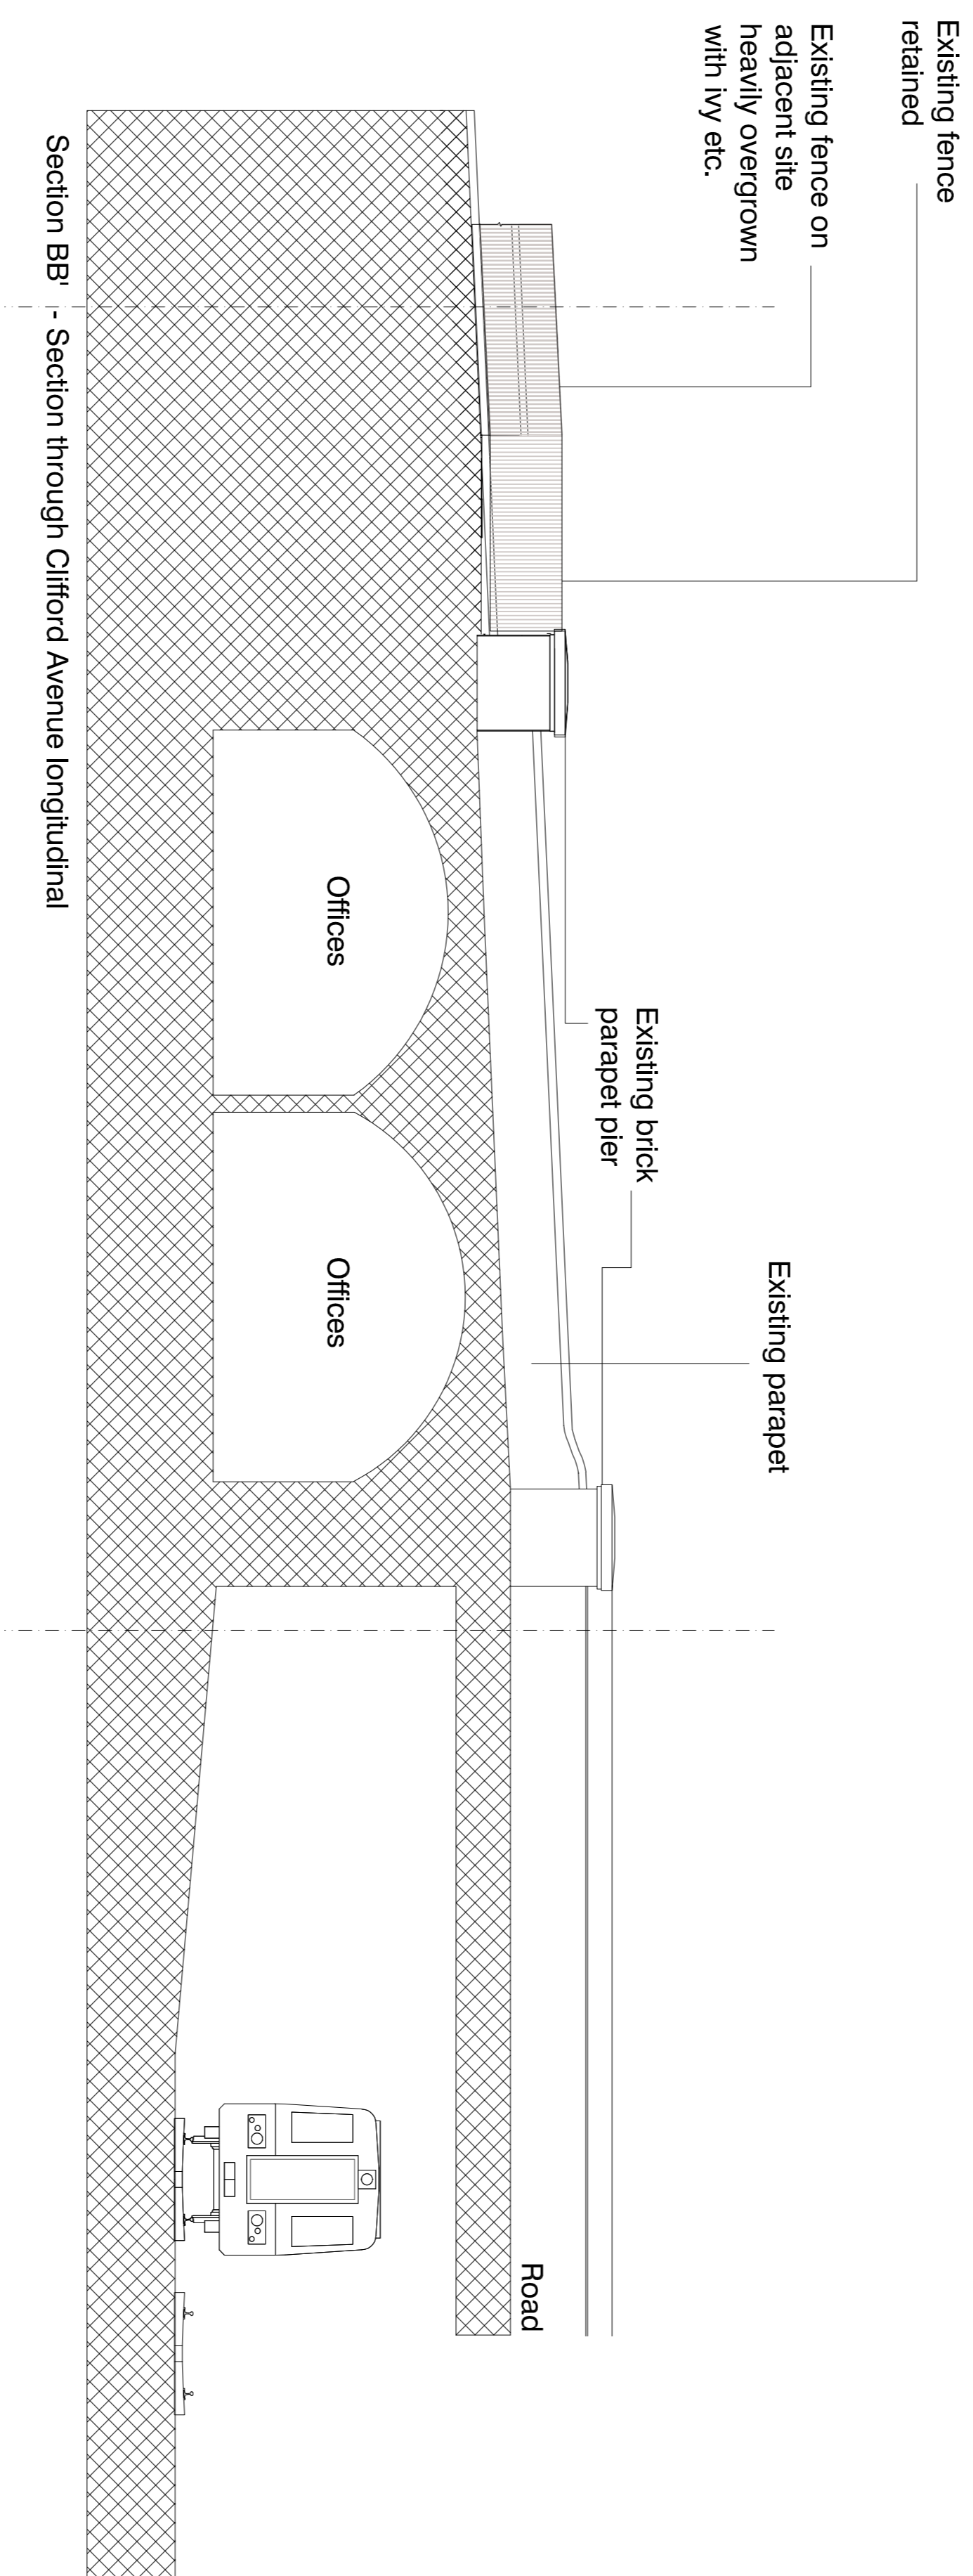 Existing fence
retained
Existing fence on
adjacent site
heavily overgrown
with ivy etc.
Existing parapet
Existing brick
parapet pier
Road
Offices
Offices
Section BB' - Section through Clifford Avenue longitudinal